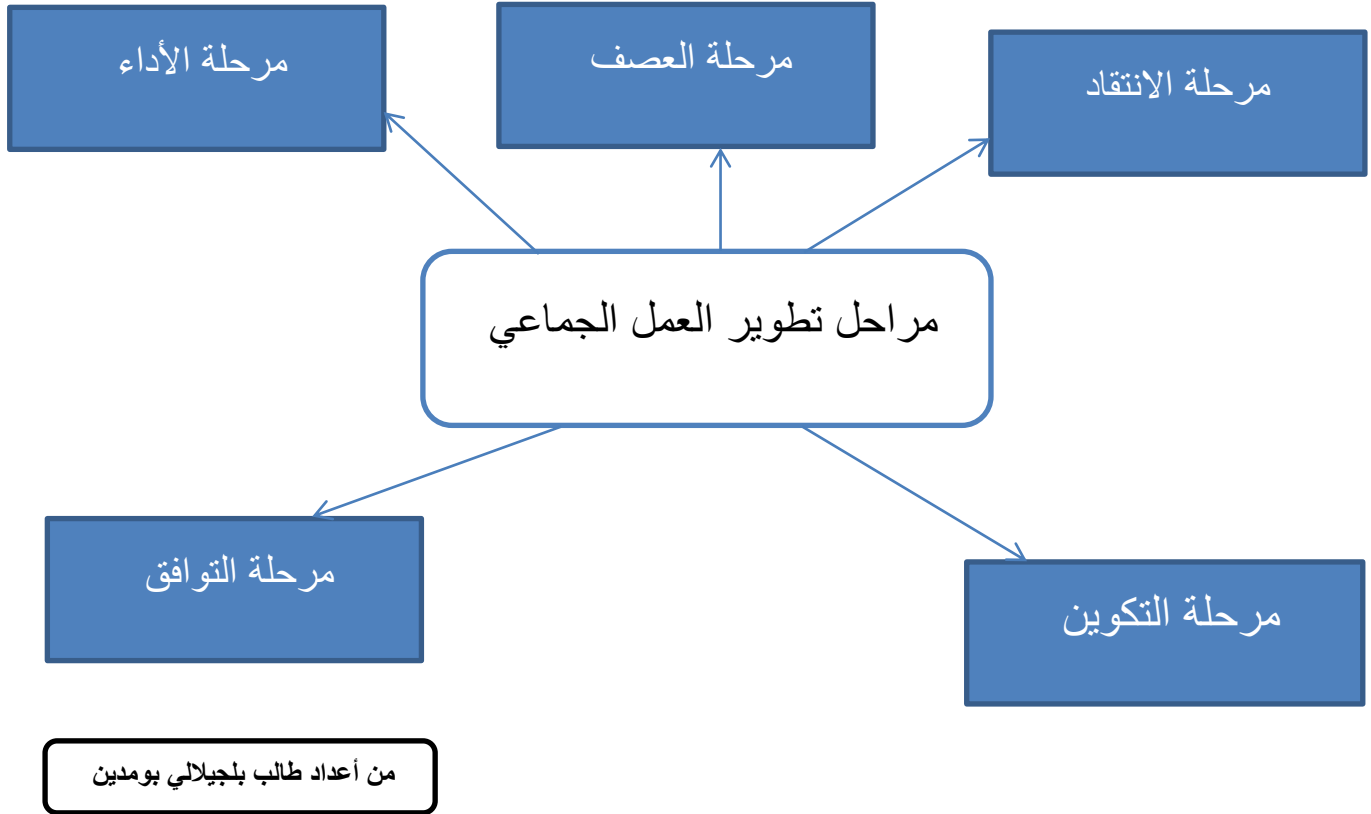 مرحلة الانتقاد
مرحلة العصف
مرحلة الأداء
مراحل تطوير العمل الجماعي
مرحلة التكوين
مرحلة التوافق
من أعداد طالب بلجيلالي بومدين